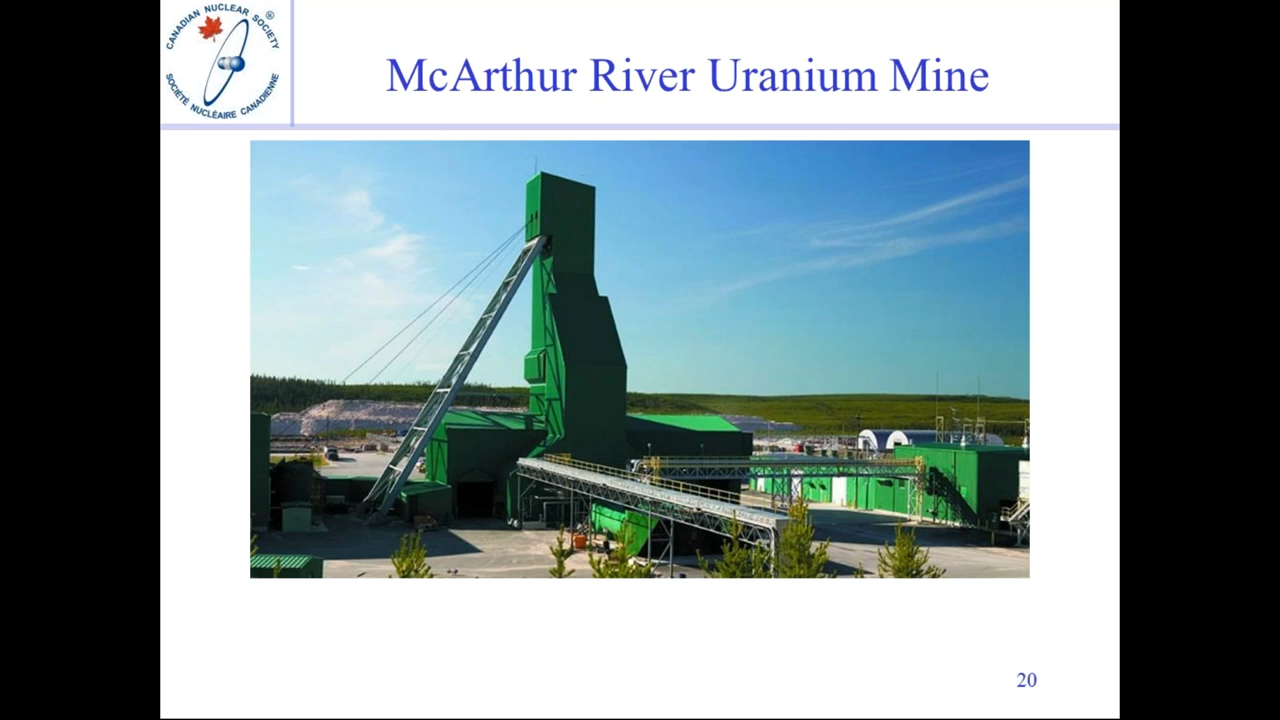 CANADIAN NUCLEAR SOCIETY ®
SOCIÉTÉ NUCLÉAIRE CANADIENNE
McArthur River Uranium Mine
20